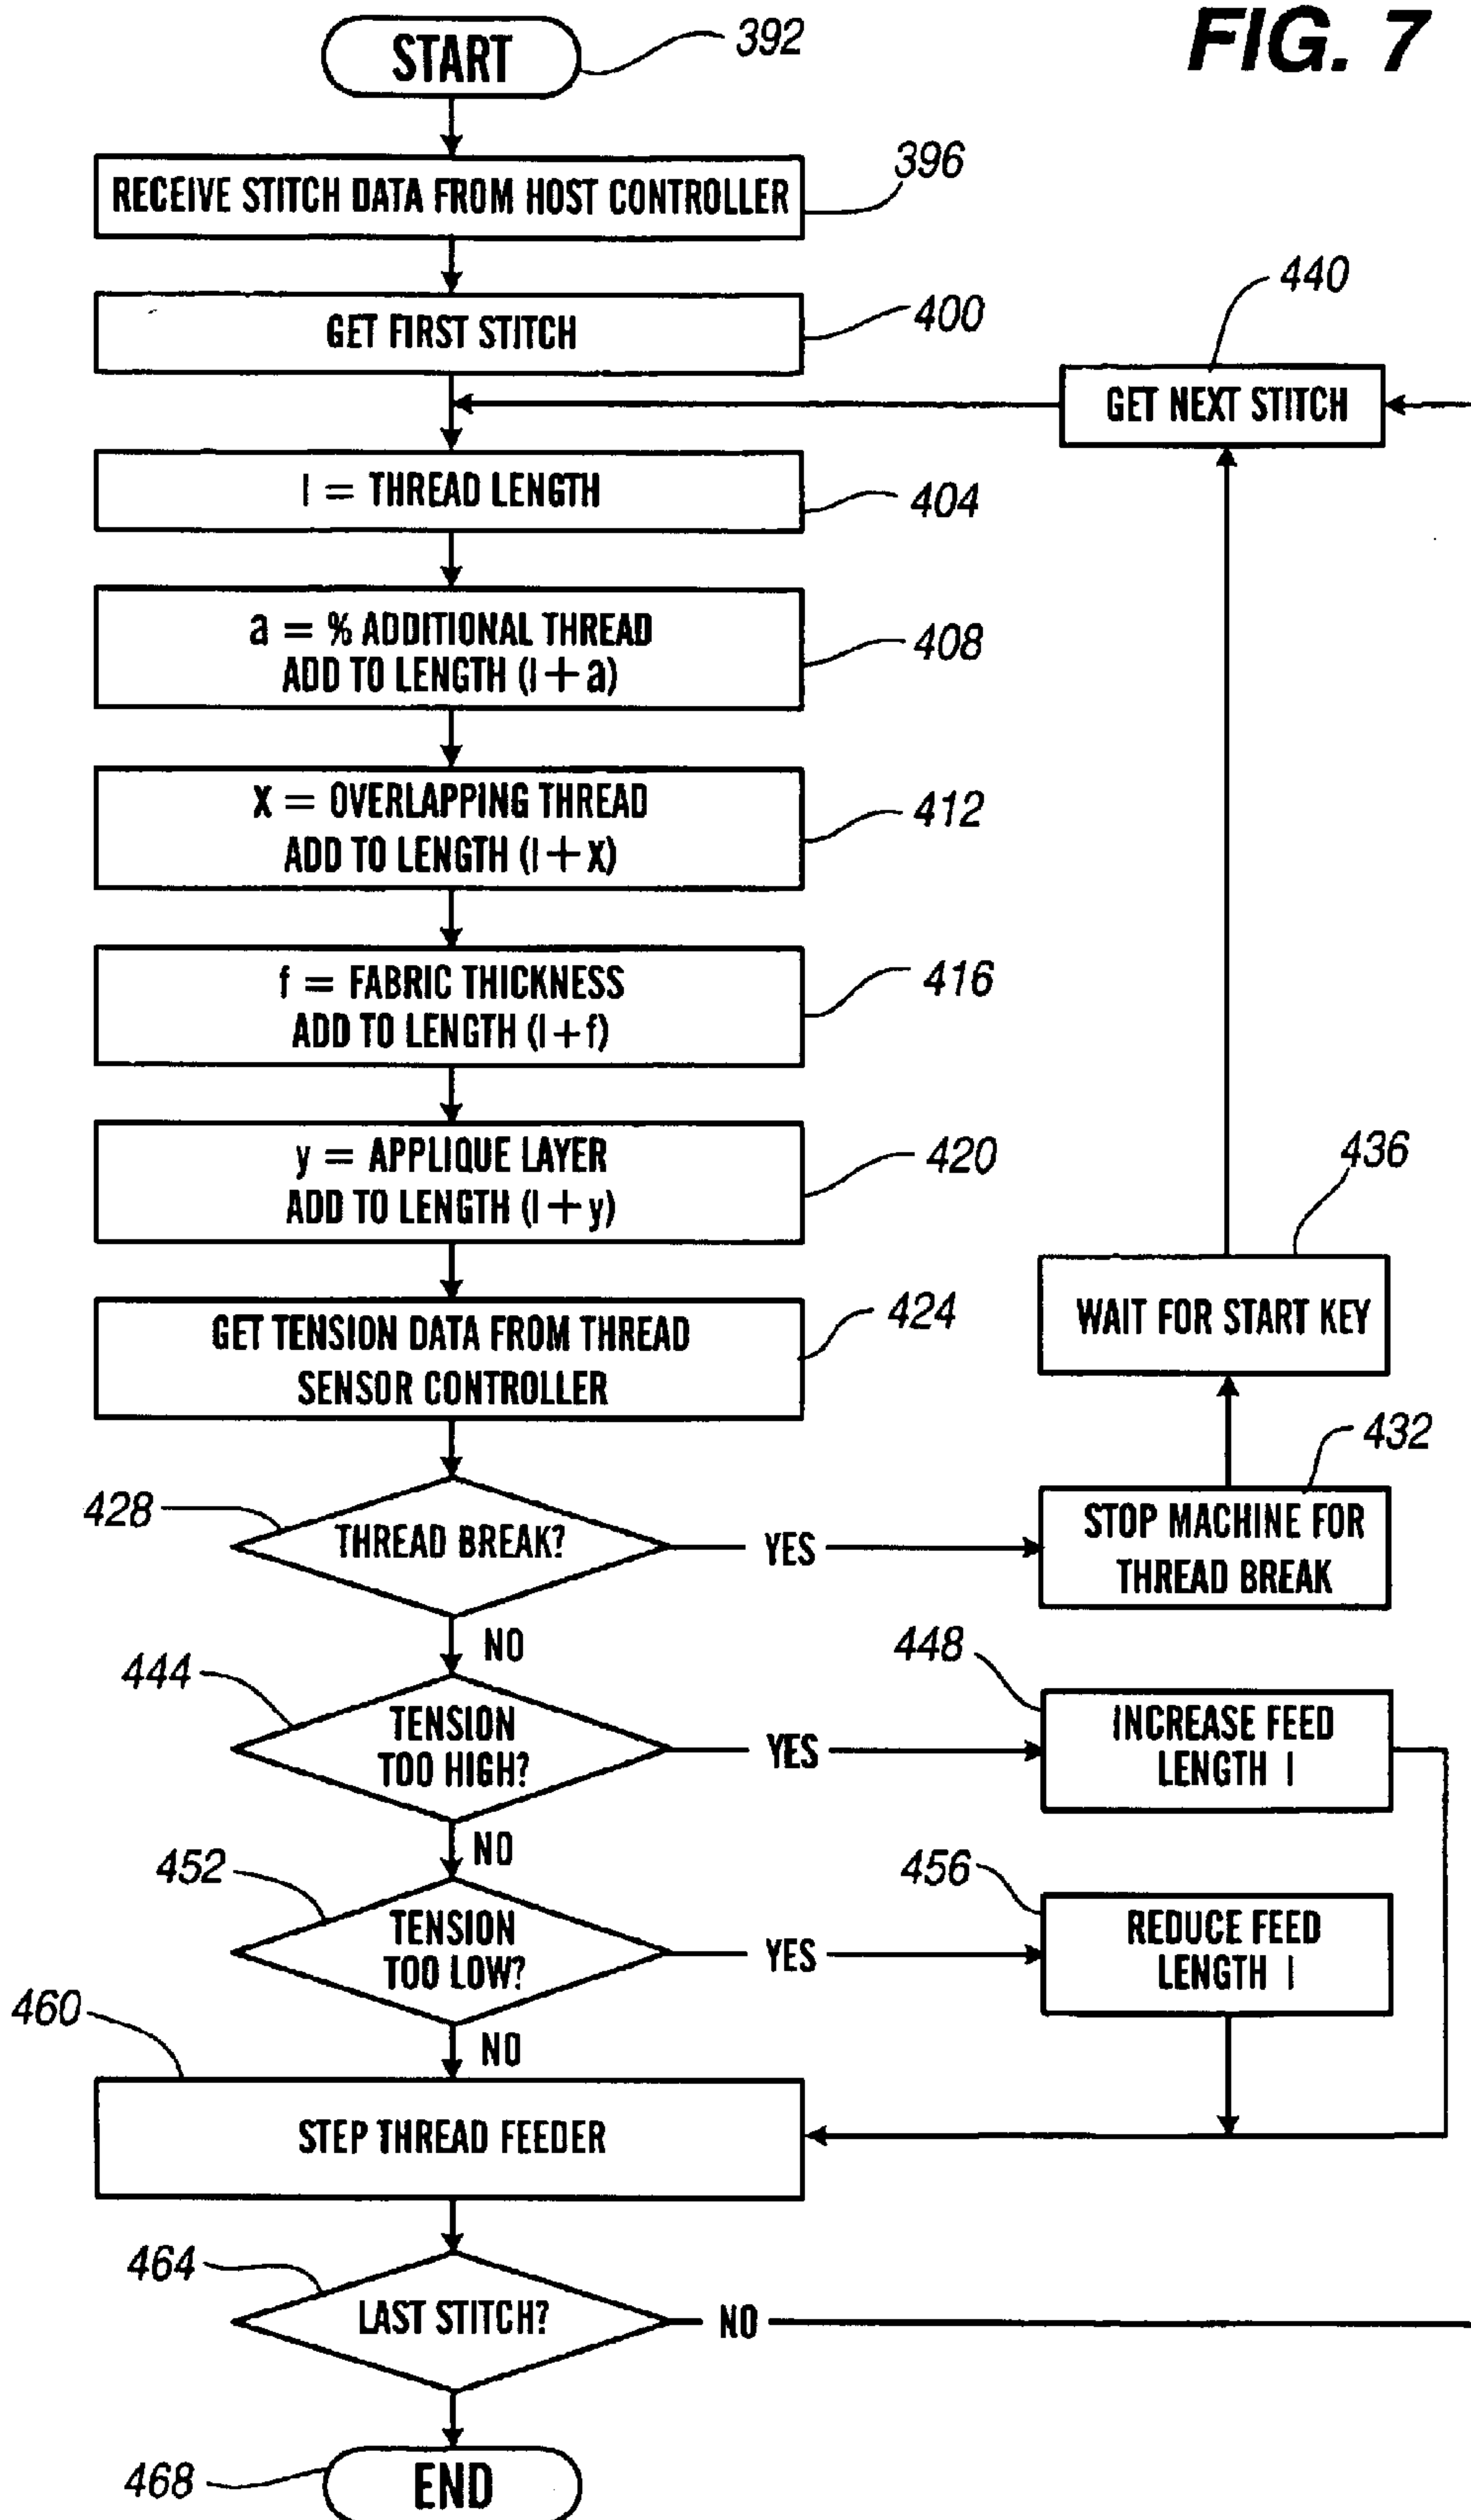 FIG. 7
START
392
RECEIVE STITCH DATA FROM HOST CONTROLLER
396
GET FIRST STITCH
400
440
GET NEXT STITCH
l = THREAD LENGTH
404
a = % ADDITIONAL THREAD
ADD TO LENGTH (l + a)
408
x = OVERLAPPING THREAD
ADD TO LENGTH (l + x)
412
f = FABRIC THICKNESS
ADD TO LENGTH (l + f)
416
y = APPLIQUE LAYER
ADD TO LENGTH (l + y)
420
GET TENSION DATA FROM THREAD
SENSOR CONTROLLER
424
436
WAIT FOR START KEY
432
STOP MACHINE FOR
THREAD BREAK
428
THREAD BREAK?
YES
NO
444
TENSION
TOO HIGH?
YES
448
INCREASE FEED
LENGTH l
NO
452
TENSION
TOO LOW?
YES
456
REDUCE FEED
LENGTH l
NO
460
STEP THREAD FEEDER
464
LAST STITCH?
NO
468
END